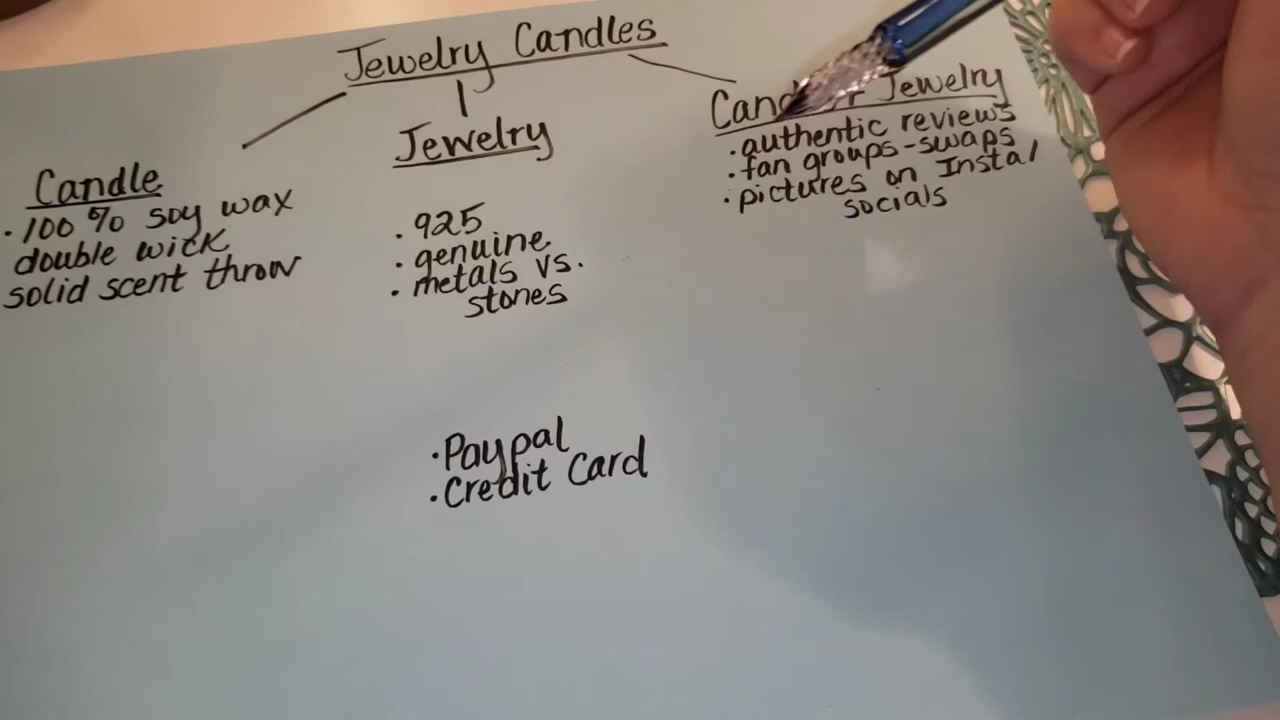 Jewelry Candles
Candle
· 100% soy wax
double wick
solid scent throw
Jewelry
· .925
· genuine
· metals vs.
stones
Jewelry
· authentic reviews
· fan groups - swaps
· pictures on Insta/
socials
· Paypal
· Credit Card